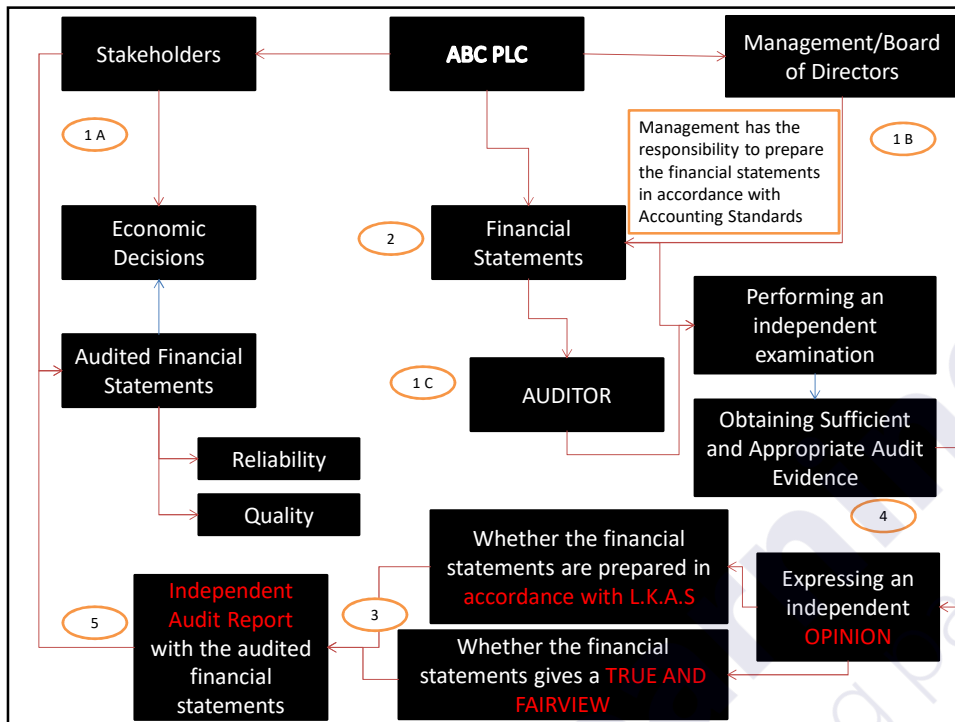 Stakeholders
ABC PLC
Management/Board
of Directors
1 A
1 B
Management has the
responsibility to prepare
the financial statements
in accordance with
Accounting Standards
Economic
Decisions
2
Financial
Statements
Performing an
independent
examination
Audited Financial
Statements
1 C
AUDITOR
Obtaining Sufficient
and Appropriate Audit
Evidence
Reliability
Quality
4
Whether the financial
statements are prepared in
accordance with L.K.A.S
Expressing an
independent
OPINION
Independent
Audit Report
with the audited
financial
statements
5
3
Whether the financial
statements gives a TRUE AND
FAIRVIEW